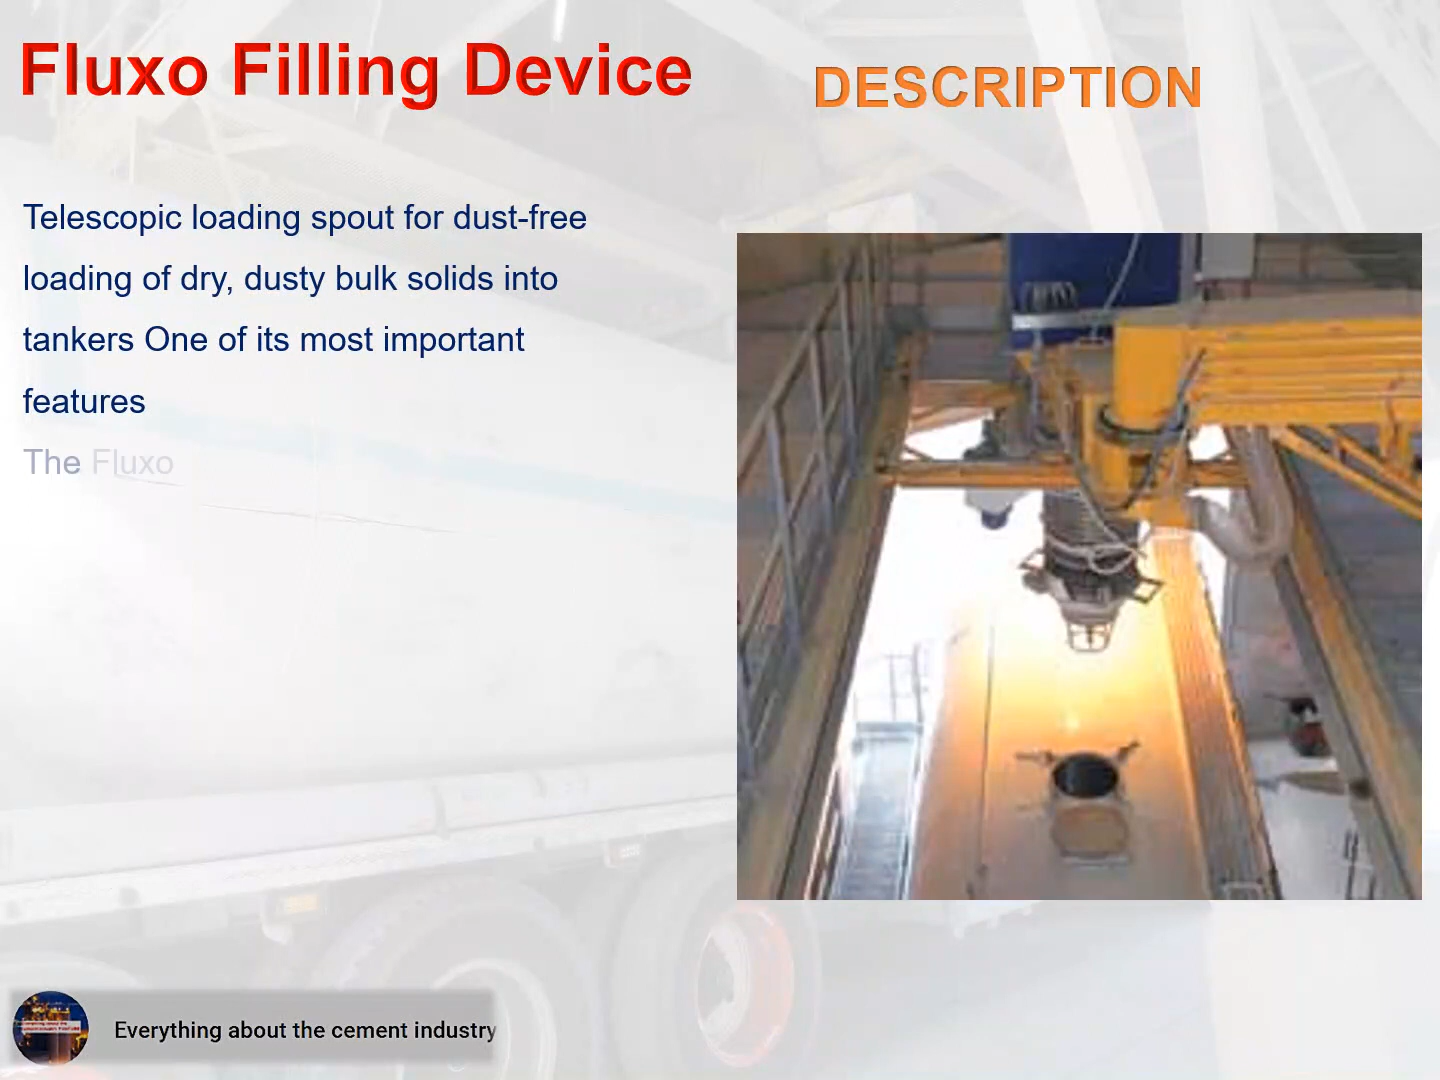 Fluxo Filling Device
DESCRIPTION
Telescopic loading spout for dust-free
loading of dry, dusty bulk solids into
tankers One of its most important
features
The Fluxo
Everything about the cement industry